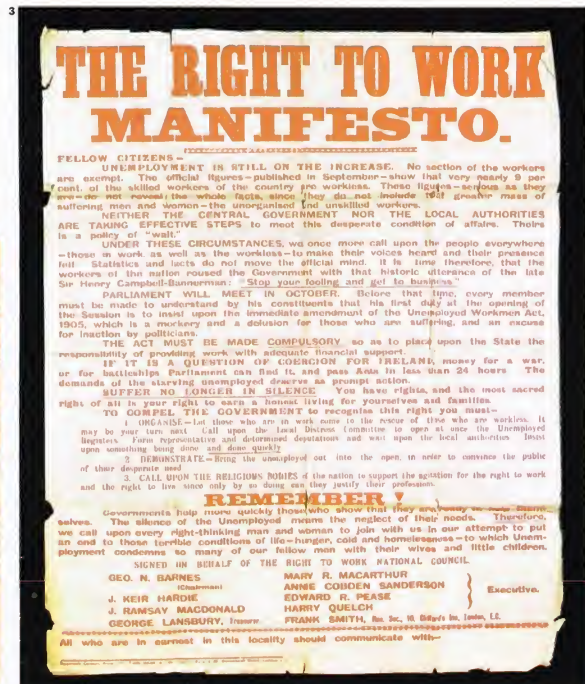 3
THE RIGHT TO WORK
MANIFESTO.
FELLOW CITIZENS—
UNEMPLOYMENT IS STILL ON THE INCREASE. No section of the workers
are exempt. The official figures—published in September—show that very nearly 9 per
cent. of the skilled workers of the country are workless. These figures—serious as they
are—do not reveal the whole facts, since they do not include that greater mass of
suffering men and women—the unorganised and unskilled workers.
NEITHER THE CENTRAL GOVERNMENT NOR THE LOCAL AUTHORITIES
ARE TAKING EFFECTIVE STEPS to meet this desperate condition of affairs. Theirs
is a policy of "wait."
UNDER THESE CIRCUMSTANCES, we once more call upon the people everywhere
—those in work as well as the workless—to make their voices heard and their presence
felt. Statistics and facts do not move the official mind. It is time therefore, that the
workers of the nation roused the Government with that historic utterance of the late
Sir Henry Campbell-Bannerman: "Stop your fooling and get to business"
PARLIAMENT WILL MEET IN OCTOBER. Before that time, every member
must be made to understand by his constituents that his first duty at the opening of
the Session is to insist upon the immediate amendment of the Unemployed Workmen Act,
1905, which is a mockery and a delusion for those who are suffering, and an excuse
for inaction by politicians.
THE ACT MUST BE MADE COMPULSORY, so as to place upon the State the
responsibility of providing work with adequate financial support.
IF IT IS A QUESTION OF COERCION FOR IRELAND, money for a war,
or for battleships Parliament can find it, and pass Acts in less than 24 hours The
demands of the starving unemployed deserve as prompt action.
SUFFER NO LONGER IN SILENCE You have rights, and the most sacred
right of all is your right to earn a honest living for yourselves and families.
TO COMPEL THE GOVERNMENT to recognise this right you must—
1 ORGANISE—Let those who are in work come to the rescue of those who are workless. It
may be your turn next. Call upon the Local Distress Committee to open at once the Unemployed
Registers. Form representative and determined deputations and wait upon the local authorities Insist
upon something being done and done quickly
2 DEMONSTRATE—Bring the unemployed out into the open, in order to convince the public
of their desperate need
3. CALL UPON THE RELIGIOUS BODIES of the nation to support the agitation for the right to work
and the right to live since only by so doing can they justify their professions.
REMEMBER!
Governments help more quickly those who show that they are ready to help them-
selves. The silence of the Unemployed means the neglect of their needs. Therefore,
we call upon every right-thinking man and woman to join with us in our attempt to put
an end to those terrible conditions of life—hunger, cold and homelessness—to which Unem-
ployment condemns so many of our fellow men with their wives and little children.
SIGNED ON BEHALF OF THE RIGHT TO WORK NATIONAL COUNCIL
GEO. N. BARNES (Chairman) MARY R. MACARTHUR
ANNIE COBDEN SANDERSON
J. KEIR HARDIE EDWARD R. PEASE Executive.
J. RAMSAY MACDONALD HARRY QUELCH
GEORGE LANSBURY, Treasurer FRANK SMITH, Hon. Sec., 10, Clifford's Inn, London, E.C.
All who are in earnest in this locality should communicate with—